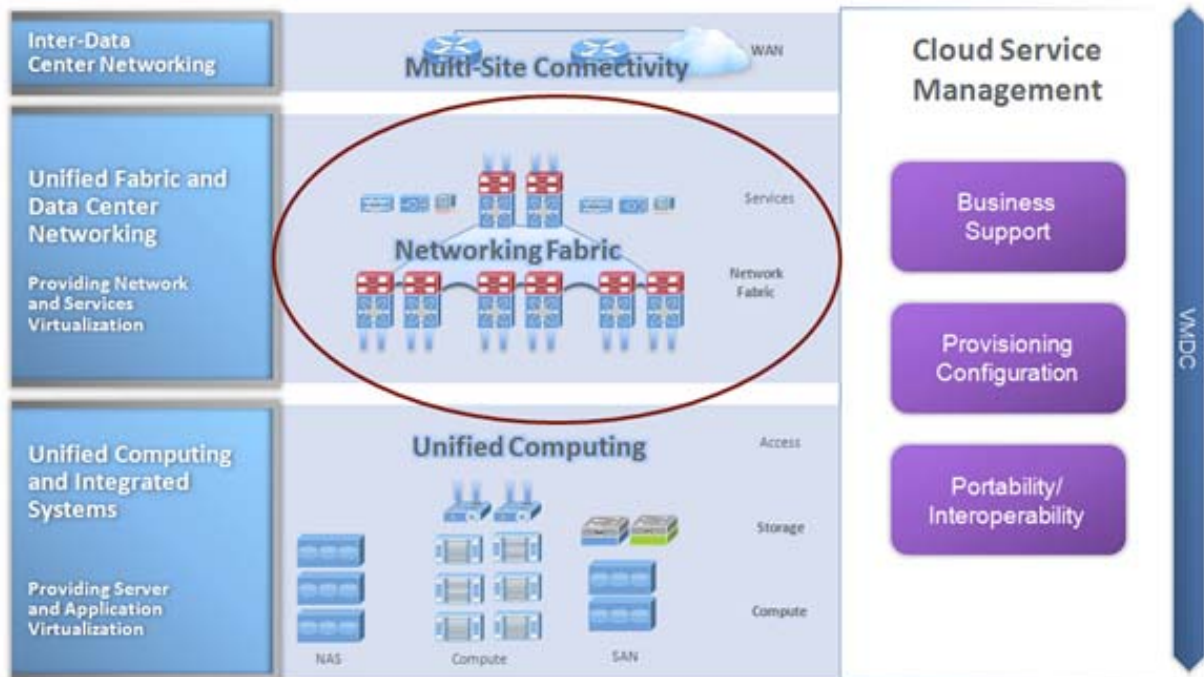 Inter-Data
Center Networking
Multi-Site Connectivity
WAN
Unified Fabric and
Data Center
Networking
Providing Network
and Services
Virtualization
Services
Networking Fabric
Network
Fabric
Unified Computing
and Integrated
Systems
Providing Server
and Application
Virtualization
Unified Computing
Access
Storage
Compute
NAS
Compute
SAN
Cloud Service
Management
Business
Support
Provisioning
Configuration
Portability/
Interoperability
VMDC